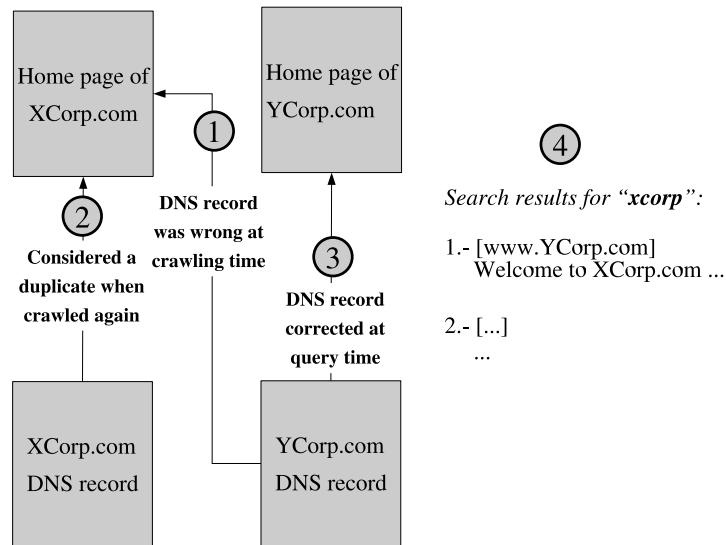 Home page of
XCorp.com
Home page of
YCorp.com
1
DNS record
was wrong at
crawling time
2
Considered a
duplicate when
crawled again
3
DNS record
corrected at
query time
XCorp.com
DNS record
YCorp.com
DNS record
4
Search results for “xcorp”:
1.- [www.YCorp.com]
Welcome to XCorp.com ...
2.- [...]
...